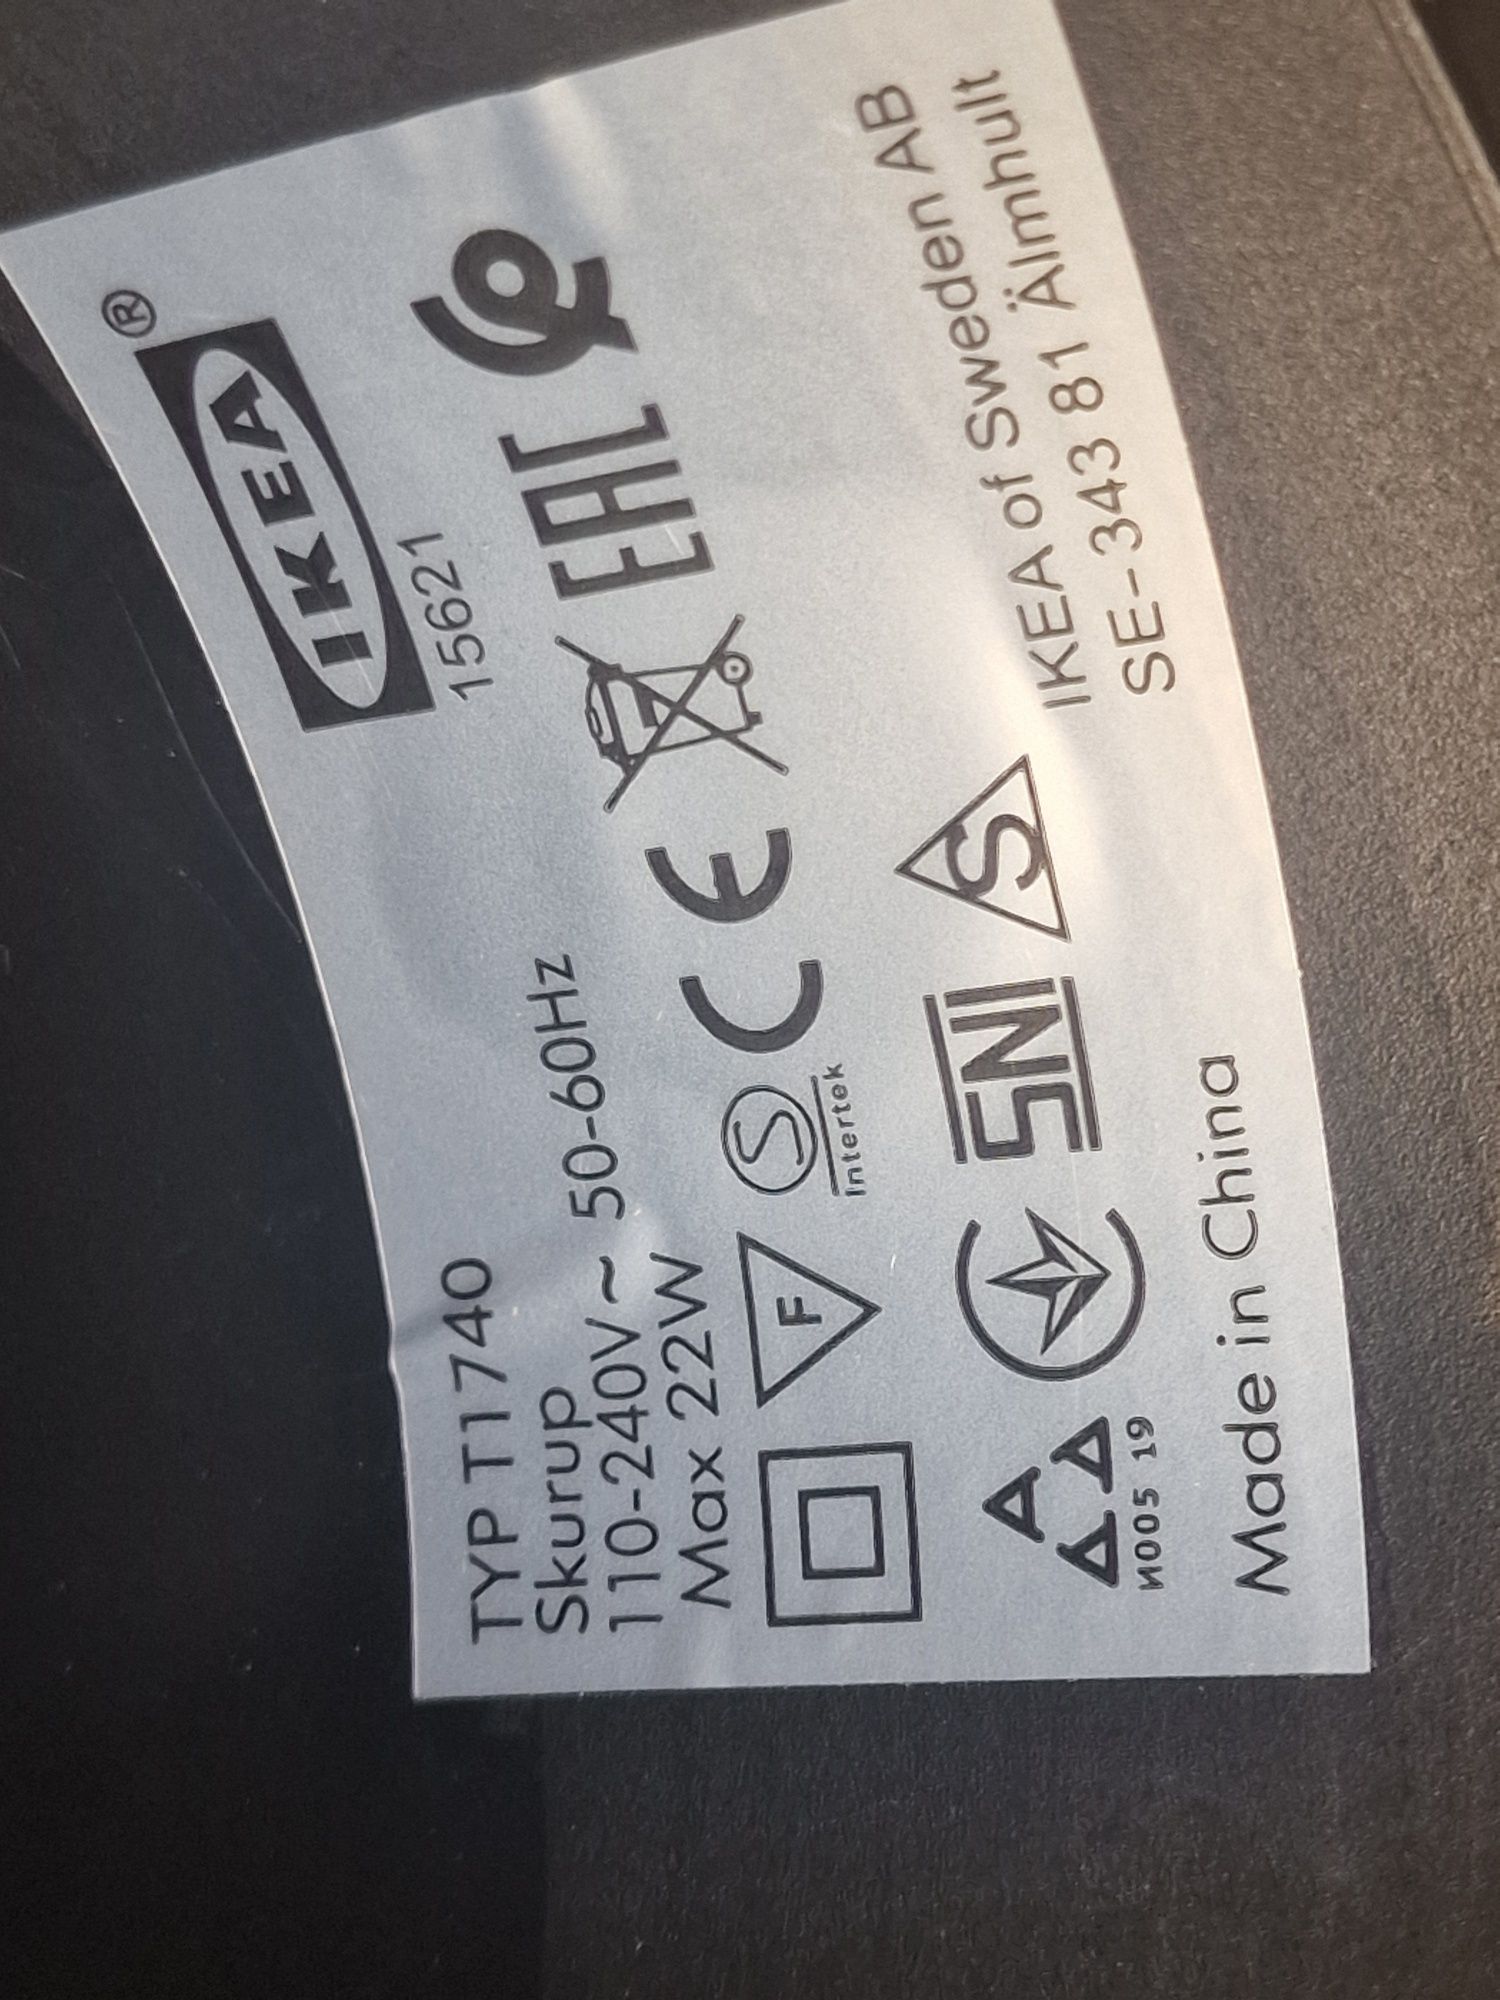 TYP T1740
Skurup
110-240V~ 50-60Hz
Max 22W
IKEA®
15621
F
S
Intertek
CE
EAC
SNI
S
И005 19
IKEA of Sweden AB
SE-343 81 Älmhult
Made in China